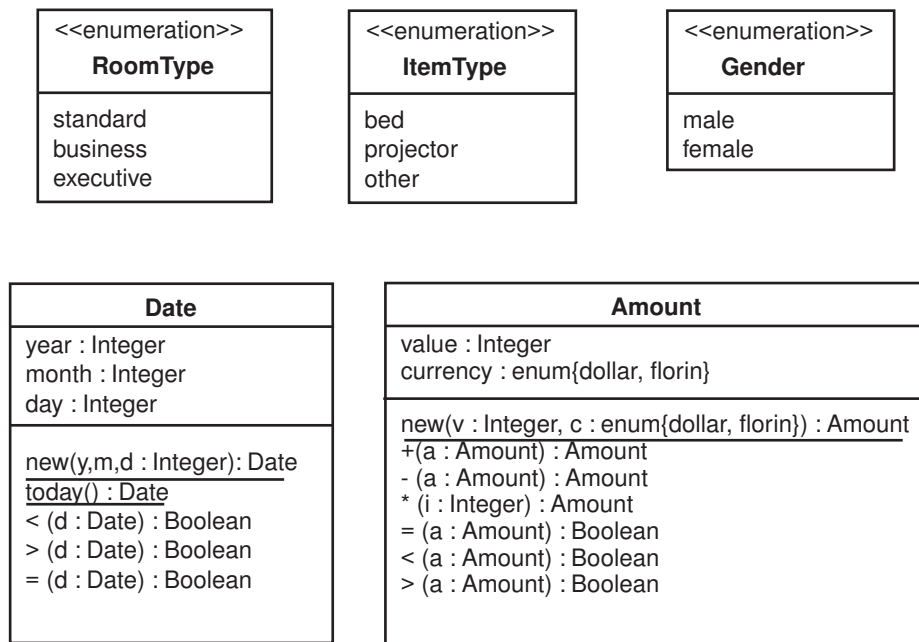 <<enumeration>>
RoomType
standard
business
executive
<<enumeration>>
ItemType
bed
projector
other
<<enumeration>>
Gender
male
female
Date
year : Integer
month : Integer
day : Integer
new(y,m,d : Integer): Date
today() : Date
< (d : Date) : Boolean
> (d : Date) : Boolean
= (d : Date) : Boolean
Amount
value : Integer
currency : enum{dollar, florin}
new(v : Integer, c : enum{dollar, florin}) : Amount
+(a : Amount) : Amount
- (a : Amount) : Amount
* (i : Integer) : Amount
= (a : Amount) : Boolean
< (a : Amount) : Boolean
> (a : Amount) : Boolean